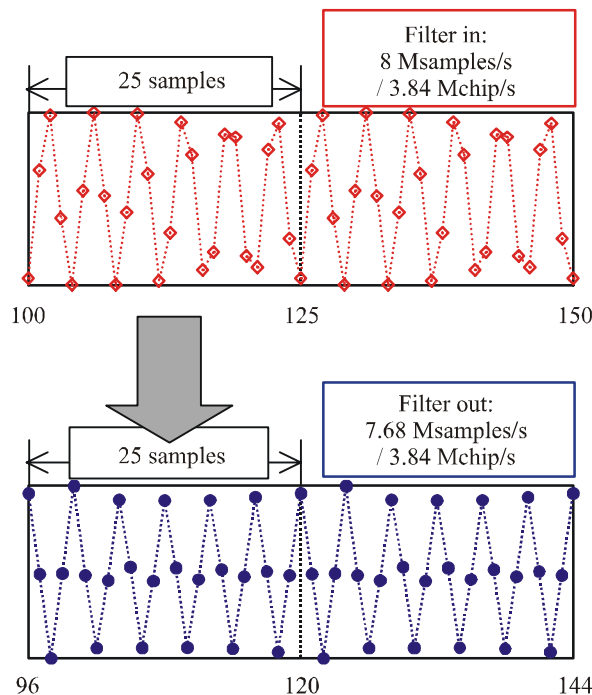 Filter in:
8 Msamples/s
/ 3.84 Mchip/s
25 samples
100
125
150
Filter out:
7.68 Msamples/s
/ 3.84 Mchip/s
25 samples
96
120
144